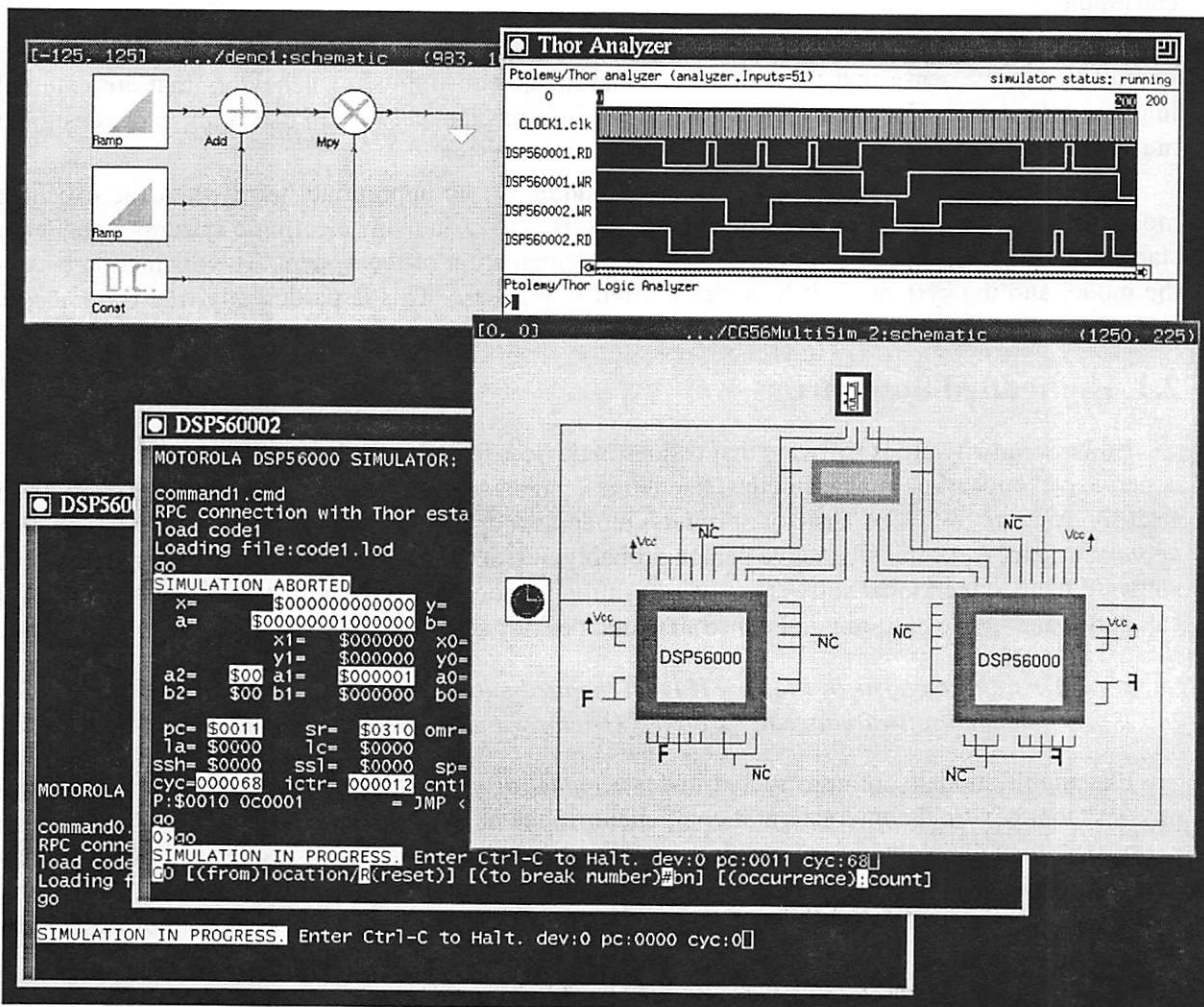 [-125, 125] .../demo1:schematic (983, 1
Ramp
Add
Mpy
Ramp
D.C.
Const
Thor Analyzer
Ptolemy/Thor analyzer (analyzer.Inputs=51) simulator status: running
0 0 200 200
CLOCK1.clk
DSP560001.RD
DSP560001.WR
DSP560002.WR
DSP560002.RD
Ptolemy/Thor Logic Analyzer
>
[0, 0] .../CG56MultiSim_2:schematic (1250, 225)
NC NC
Vcc Vcc
Vcc NC NC Vcc
DSP56000 DSP56000
F F
F F
NC NC
DSP560002
MOTOROLA DSP56000 SIMULATOR:
command1.cmd
RPC connection with Thor esta
load code1
Loading file:code1.lod
go
SIMULATION ABORTED
x= $000000000000 y=
a= $00000001000000 b=
x1= $000000 x0=
y1= $000000 y0=
a2= $00 a1= $000001 a0=
b2= $00 b1= $000000 b0=
pc= $0011 sr= $0310 omr=
la= $0000 lc= $0000
ssh= $0000 ssl= $0000 sp=
cyc=000068 ictr= 000012 cnt1
P:$0010 0c0001 = JMP <
go
0>go
SIMULATION IN PROGRESS. Enter Ctrl-C to Halt. dev:0 pc:0011 cyc:68
GO [(from)location/R(reset)] [(to break number)#bn] [(occurrence):count]
DSP560
MOTOROLA
command0.
RPC conne
load code
Loading f
go
SIMULATION IN PROGRESS. Enter Ctrl-C to Halt. dev:0 pc:0000 cyc:0